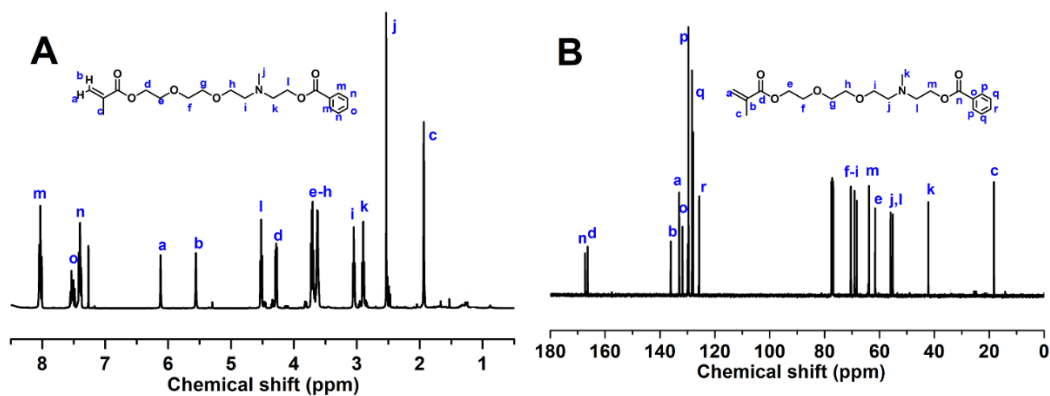 A
b
H
a
H
c
O
O
d
e
O
f
g
O
h
i
j
N
k
l
O
O
m
n
m
n
o
j
m
o
n
a
b
l
d
e-h
i
k
c
8
7
6
5
4
3
2
1
Chemical shift (ppm)
B
a
b
c
O
d
O
e
f
O
g
h
O
i
j
k
N
l
m
O
O
n
o
p
q
p
q
r
p
q
n
d
b
a
o
r
f-i
m
e
j,l
k
c
180
160
140
120
100
80
60
40
20
0
Chemical shift (ppm)